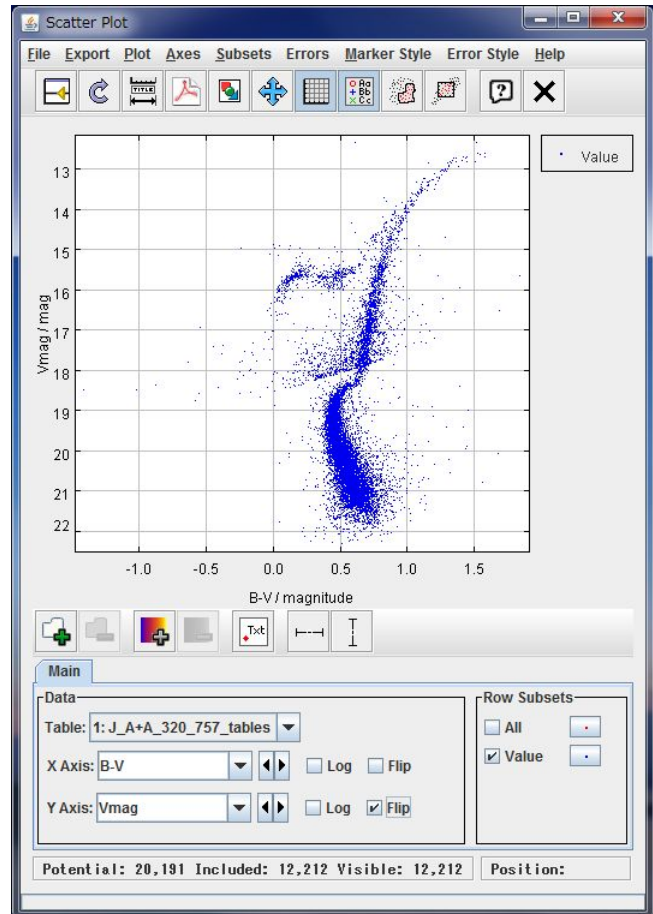 Scatter Plot
File Export Plot Axes Subsets Errors Marker Style Error Style Help
TITLE
Aa
Bb
Cc
Value
13
14
15
16
17
18
19
20
21
22
Vmag / mag
-1.0 -0.5 0.0 0.5 1.0 1.5
B-V / magnitude
Txt
Main
Data
Table: 1: J_A+A_320_757_tables
X Axis: B-V Log Flip
Y Axis: Vmag Log Flip
Row Subsets
All
Value
Potential: 20,191 Included: 12,212 Visible: 12,212 Position: